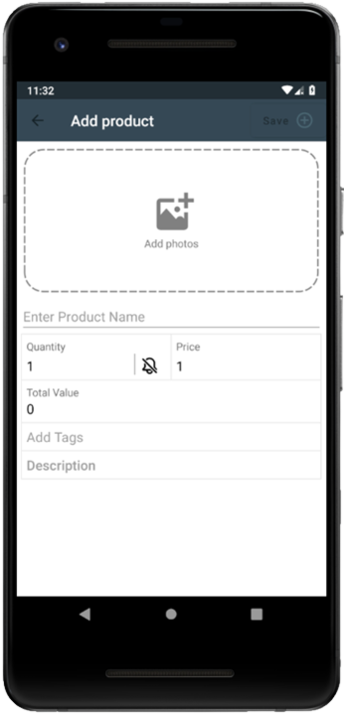 11:32
Add product
Save
Add photos
Enter Product Name
Quantity
Price
1
1
Total Value
0
Add Tags
Description